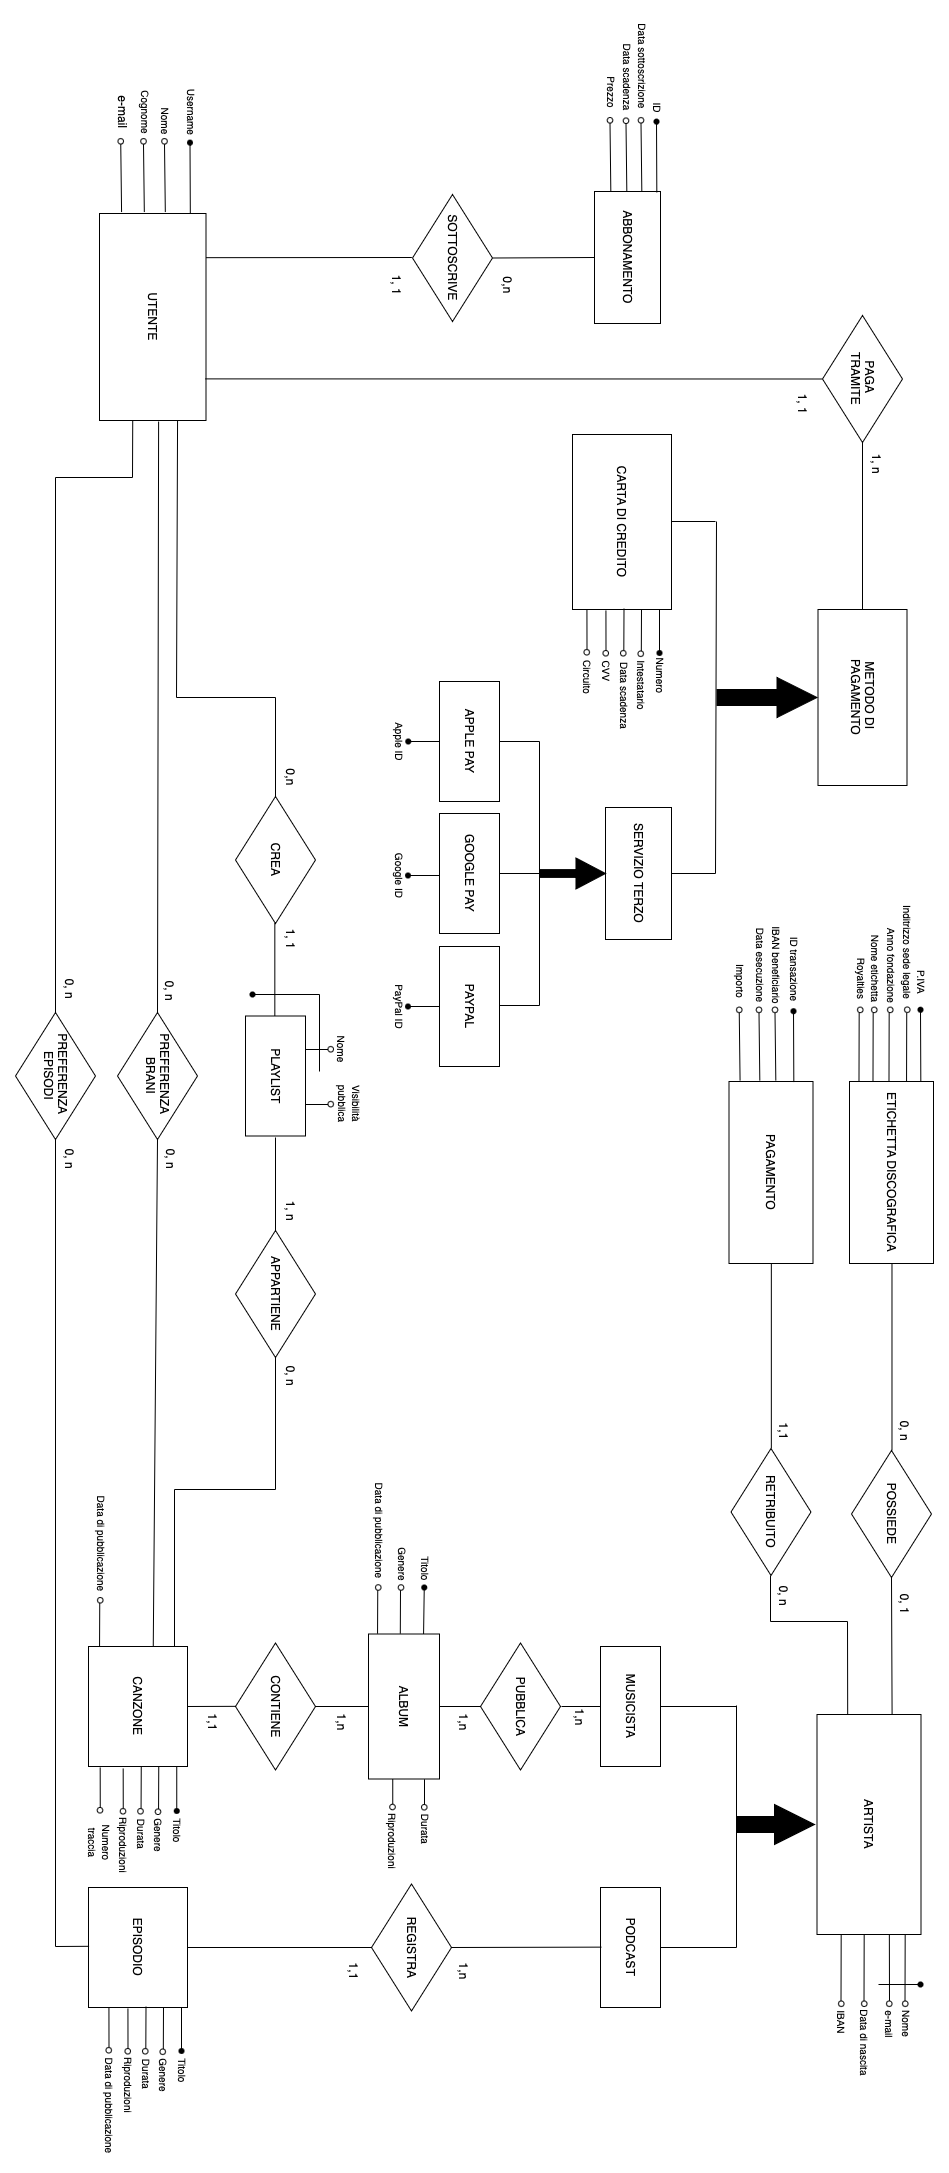 PAGA
TRAMITE
1, 1
1, n
METODO DI
PAGAMENTO
P.IVA
Inditrizzo sede legale
Anno fondazione
Nome etichetta
Royalties
ETICHETTA DISCOGRAFICA
0, n
POSSIEDE
0, 1
ARTISTA
Nome
e-mail
Data di nascita
IBAN
ID transazione
IBAN beneficiario
Data esecuzione
Importo
PAGAMENTO
1,1
RETRIBUITO
0, n
ID
Data sottoscrizione
Data scadenza
Prezzo
ABBONAMENTO
CARTA DI CREDITO
Numero
Intestatario
Data scadenza
CVV
Circuito
SERVIZIO TERZO
MUSICISTA
PODCAST
0,n
SOTTOSCRIVE
1, 1
APPLE PAY
GOOGLE PAY
PAYPAL
Apple ID
Google ID
PayPal ID
1,n
PUBBLICA
1,n
Titolo
Genere
Data di pubblicazione
ALBUM
Durata
Riproduzioni
1,n
REGISTRA
1,1
Username
Nome
Cognome
e-mail
UTENTE
0,n
CREA
1, 1
Nome
Visibilità
pubblica
PLAYLIST
1, n
APPARTIENE
0, n
1,n
CONTIENE
1,1
0, n
PREFERENZA
BRANI
0, n
Data di pubblicazione
CANZONE
Titolo
Genere
Durata
Riproduzioni
Numero
traccia
EPISODIO
Titolo
Genere
Durata
Riproduzioni
Data di pubblicazione
0, n
PREFERENZA
EPISODI
0, n